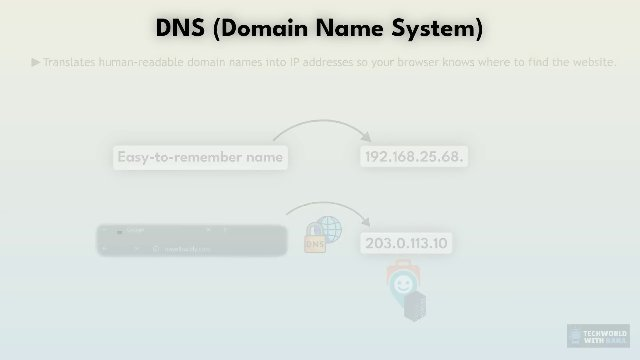 DNS (Domain Name System)
▶ Translates human-readable domain names into IP addresses so your browser knows where to find the website.
Easy-to-remember name
192.168.25.68.
DNS
203.0.113.10
TECHWORLD
WITH NANA